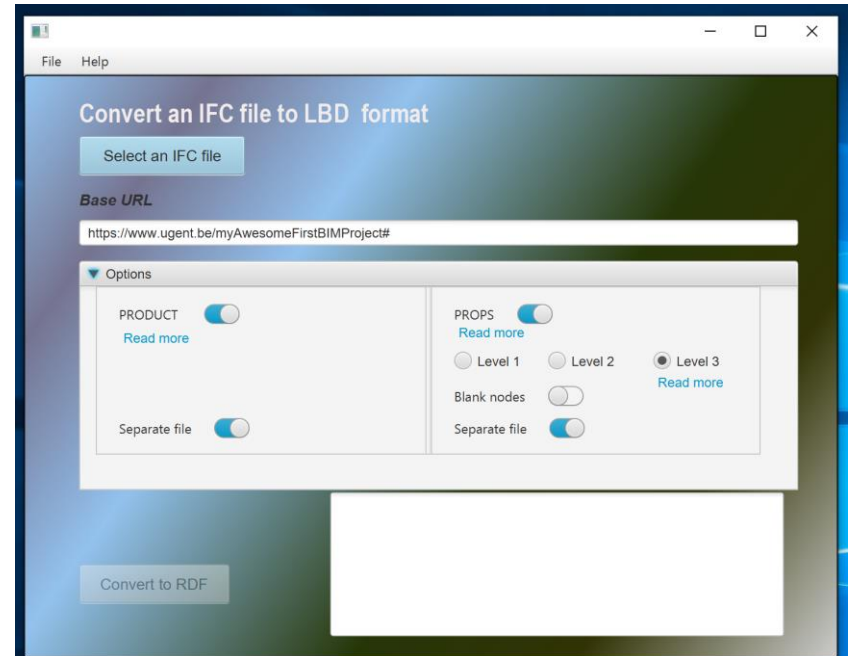 File Help
Convert an IFC file to LBD format
Select an IFC file
Base URL
https://www.ugent.be/myAwesomeFirstBIMProject#
Options
PRODUCT
Read more
Separate file
PROPS
Read more
Level 1 Level 2 Level 3
Read more
Blank nodes
Separate file
Convert to RDF